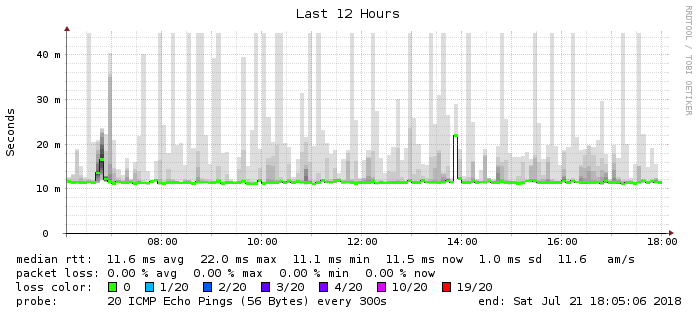 Last 12 Hours
RRDTOOL / TOBI OETIKER
Seconds
40 m
30 m
20 m
10 m
0
08:00 10:00 12:00 14:00 16:00 18:00
median rtt: 11.6 ms avg 22.0 ms max 11.1 ms min 11.5 ms now 1.0 ms sd 11.6 am/s
packet loss: 0.00 % avg 0.00 % max 0.00 % min 0.00 % now
loss color: 0 1/20 2/20 3/20 4/20 10/20 19/20
probe: 20 ICMP Echo Pings (56 Bytes) every 300s end: Sat Jul 21 18:05:06 2018